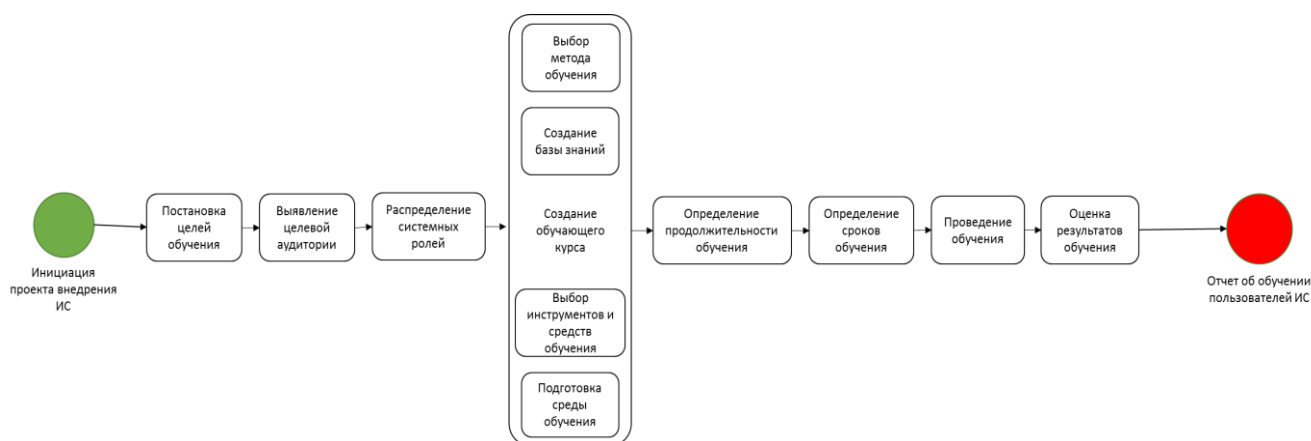 Инициация
проекта внедрения
ИС
Постановка
целей
обучения
Выявление
целевой
аудитории
Распределение
системных
ролей
Выбор
метода
обучения
Создание
базы знаний
Создание
обучающего
курса
Выбор
инструментов и
средств
обучения
Подготовка
среды
обучения
Определение
продолжительности
обучения
Определение
сроков
обучения
Проведение
обучения
Оценка
результатов
обучения
Отчет об обучении
пользователей ИС